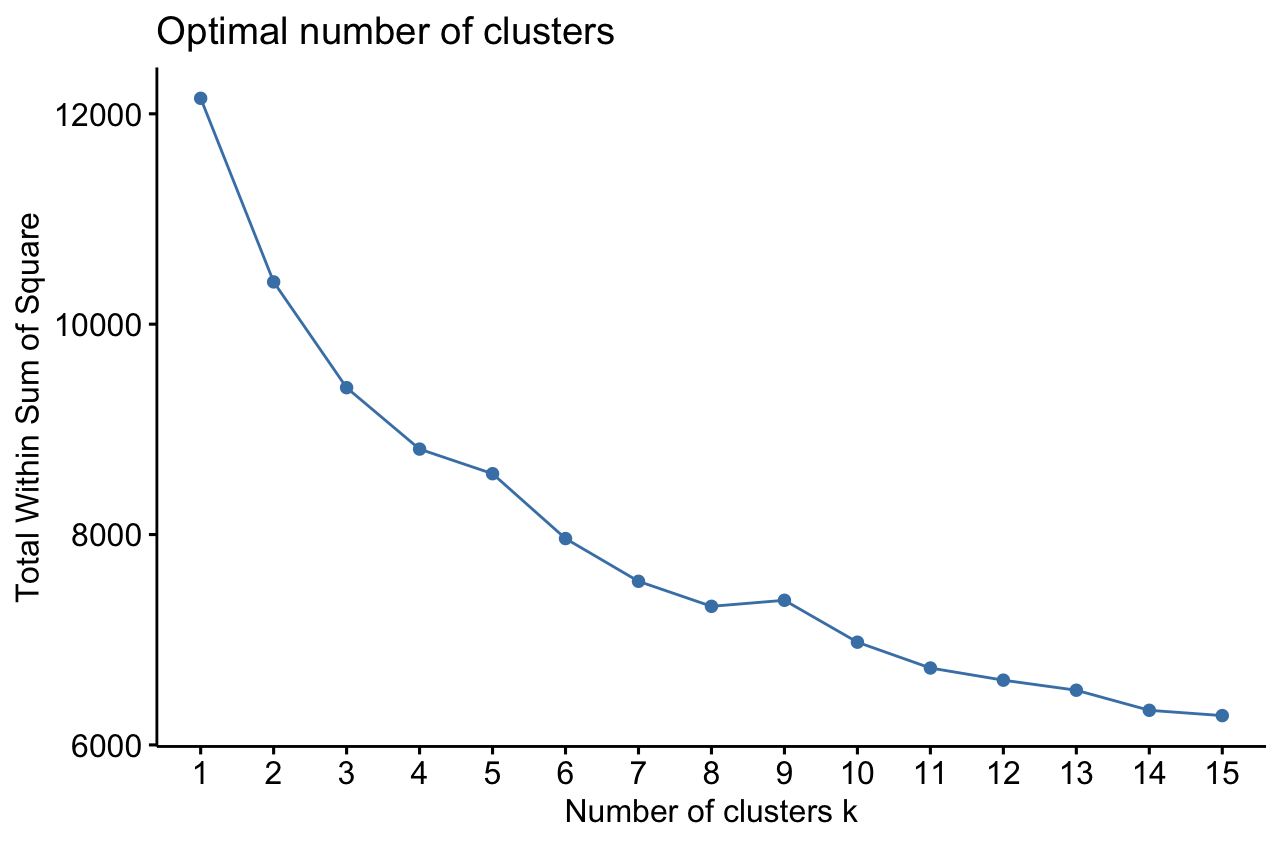 Optimal number of clusters
Total Within Sum of Square
12000
10000
8000
6000
1 2 3 4 5 6 7 8 9 10 11 12 13 14 15
Number of clusters k